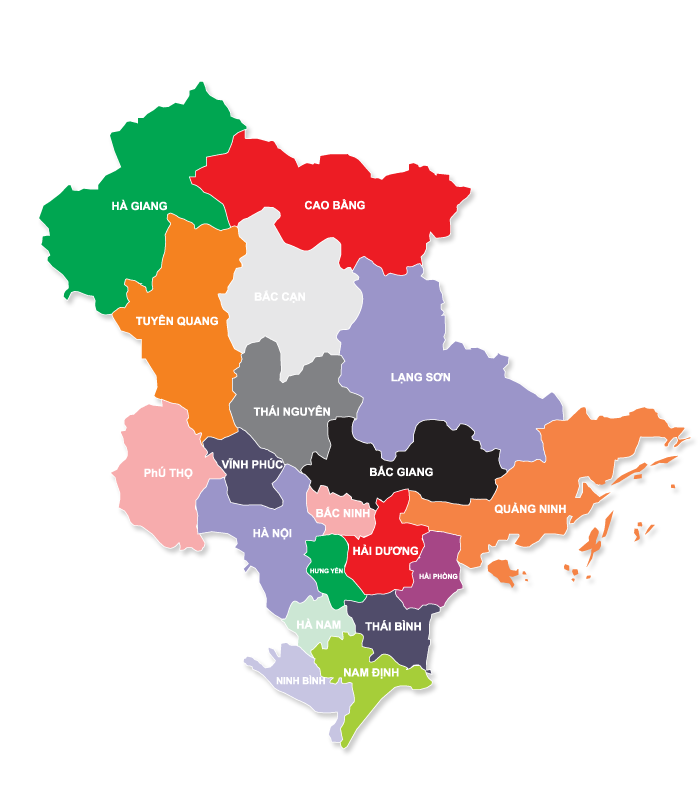 HÀ GIANG
CAO BẰNG
BẮC CẠN
TUYÊN QUANG
LẠNG SƠN
THÁI NGUYÊN
VĨNH PHÚC
PhÚ THỌ
BẮC GIANG
QUẢNG NINH
BẮC NINH
HÀ NỘI
HẢI DƯƠNG
HƯNG YÊN
HẢI PHÒNG
HÀ NAM
THÁI BÌNH
NAM ĐỊNH
NINH BÌNH